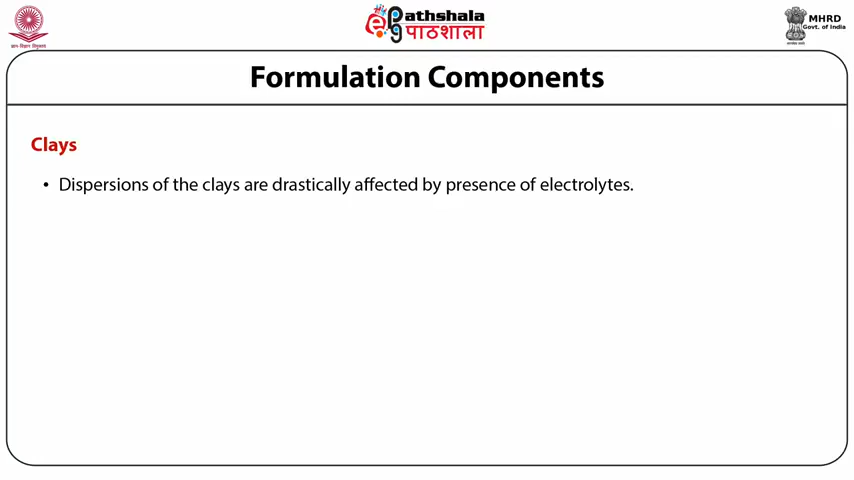 ePathshala
पाठशाला
MHRD
Govt. of India
Formulation Components
Clays
• Dispersions of the clays are drastically affected by presence of electrolytes.